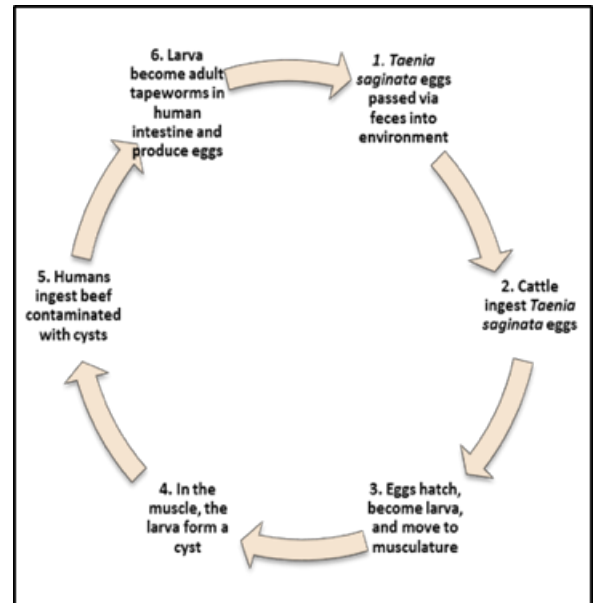 1. Taenia
saginata eggs
passed via
feces into
environment
2. Cattle
ingest Taenia
saginata eggs
3. Eggs hatch,
become larva,
and move to
musculature
4. In the
muscle, the
larva form a
cyst
5. Humans
ingest beef
contaminated
with cysts
6. Larva
become adult
tapeworms in
human
intestine and
produce eggs